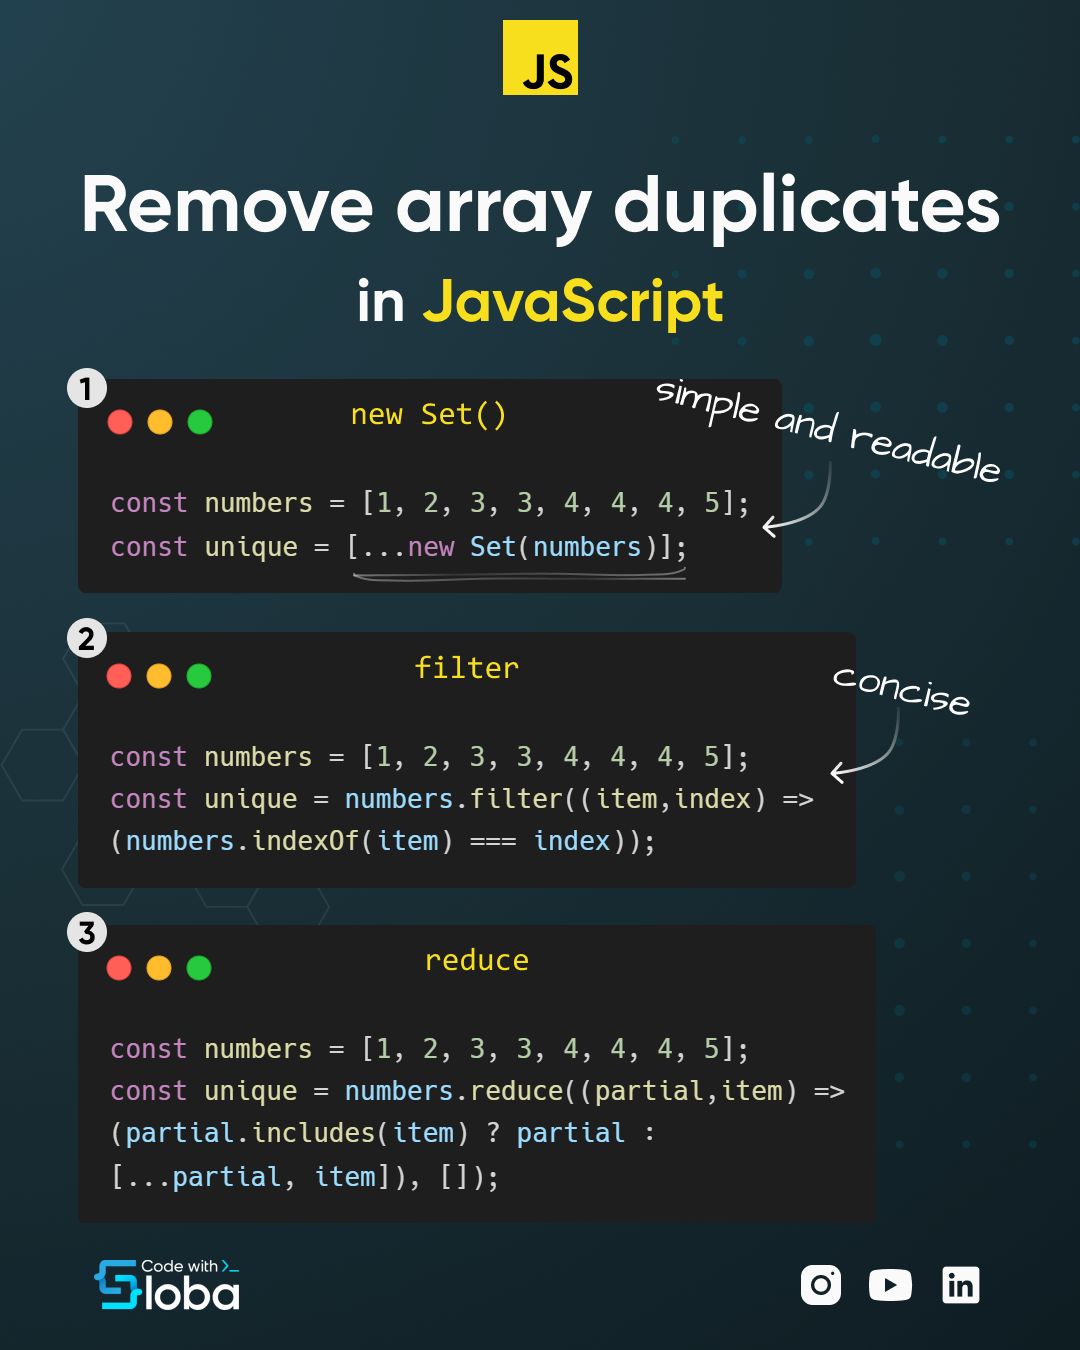 JS
Remove array duplicates
in JavaScript
1
new Set()
simple and readable
const numbers = [1, 2, 3, 3, 4, 4, 4, 5];
const unique = [...new Set(numbers)];
2
filter
concise
const numbers = [1, 2, 3, 3, 4, 4, 4, 5];
const unique = numbers.filter((item,index) =>
(numbers.indexOf(item) === index));
3
reduce
const numbers = [1, 2, 3, 3, 4, 4, 4, 5];
const unique = numbers.reduce((partial,item) =>
(partial.includes(item) ? partial :
[...partial, item]), []);
Code with >_
Sloba
in